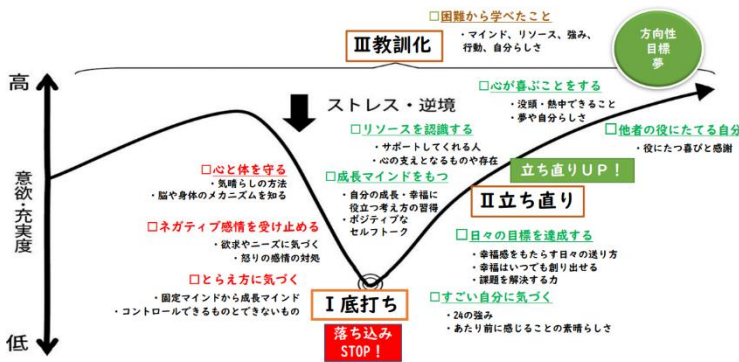 □困難から学べたこと
・マインド、リソース、強み、
行動、自分らしさ
Ⅲ教訓化
方向性
目標
夢
高
意欲・充実度
低
ストレス・逆境
□心が喜ぶことをする
・没頭・熱中できること
・夢や自分らしさ
□リソースを認識する
・サポートしてくれる人
・心の支えとなるものや存在
□他者の役にたてる自分
・役にたつ喜びと感謝
□心と体を守る
・気晴らしの方法
・脳や身体のメカニズムを知る
□成長マインドをもつ
・自分の成長・幸福に
役立つ考え方の習得
・ポジティブな
セルフトーク
立ち直りUP！
Ⅱ立ち直り
□ネガティブ感情を受け止める
・欲求やニーズに気づく
・怒りの感情の対処
□日々の目標を達成する
・幸福感をもたらす日々の送り方
・幸福はいつでも創り出せる
・課題を解決する力
□とらえ方に気づく
・固定マインドから成長マインド
・コントロールできるものとできないもの
Ⅰ底打ち
落ち込み
STOP！
□すごい自分に気づく
・24の強み
・あたり前に感じることの素晴らしさ